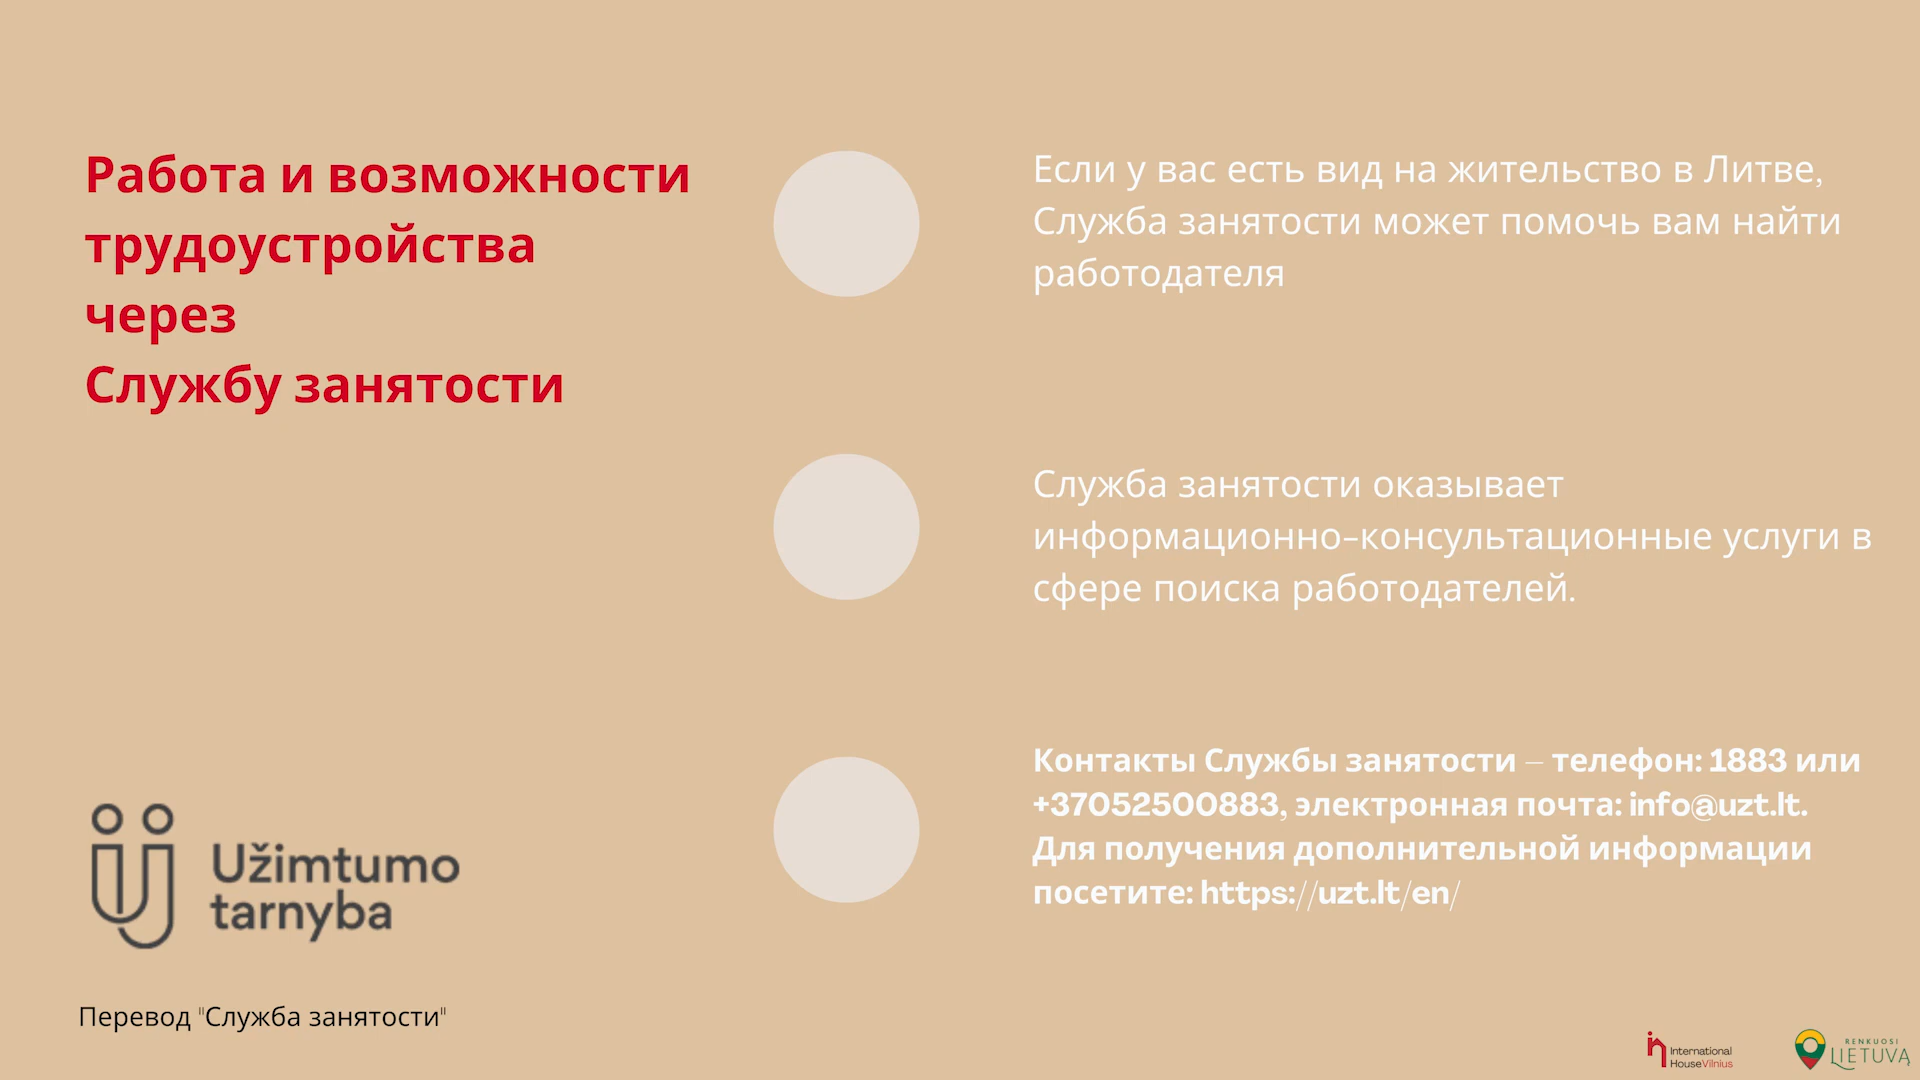 Работа и возможности
трудоустройства
через
Службу занятости
Если у вас есть вид на жительство в Литве,
Служба занятости может помочь вам найти
работодателя
Служба занятости оказывает
информационно-консультационные услуги в
сфере поиска работодателей.
Контакты Службы занятости – телефон: 1883 или
+37052500883, электронная почта: info@uzt.lt.
Для получения дополнительной информации
посетите: https://uzt.lt/en/
Užimtumo
tarnyba
Перевод "Служба занятости"
International
HouseVilnius
RENKUOSI
LIETUVĄ